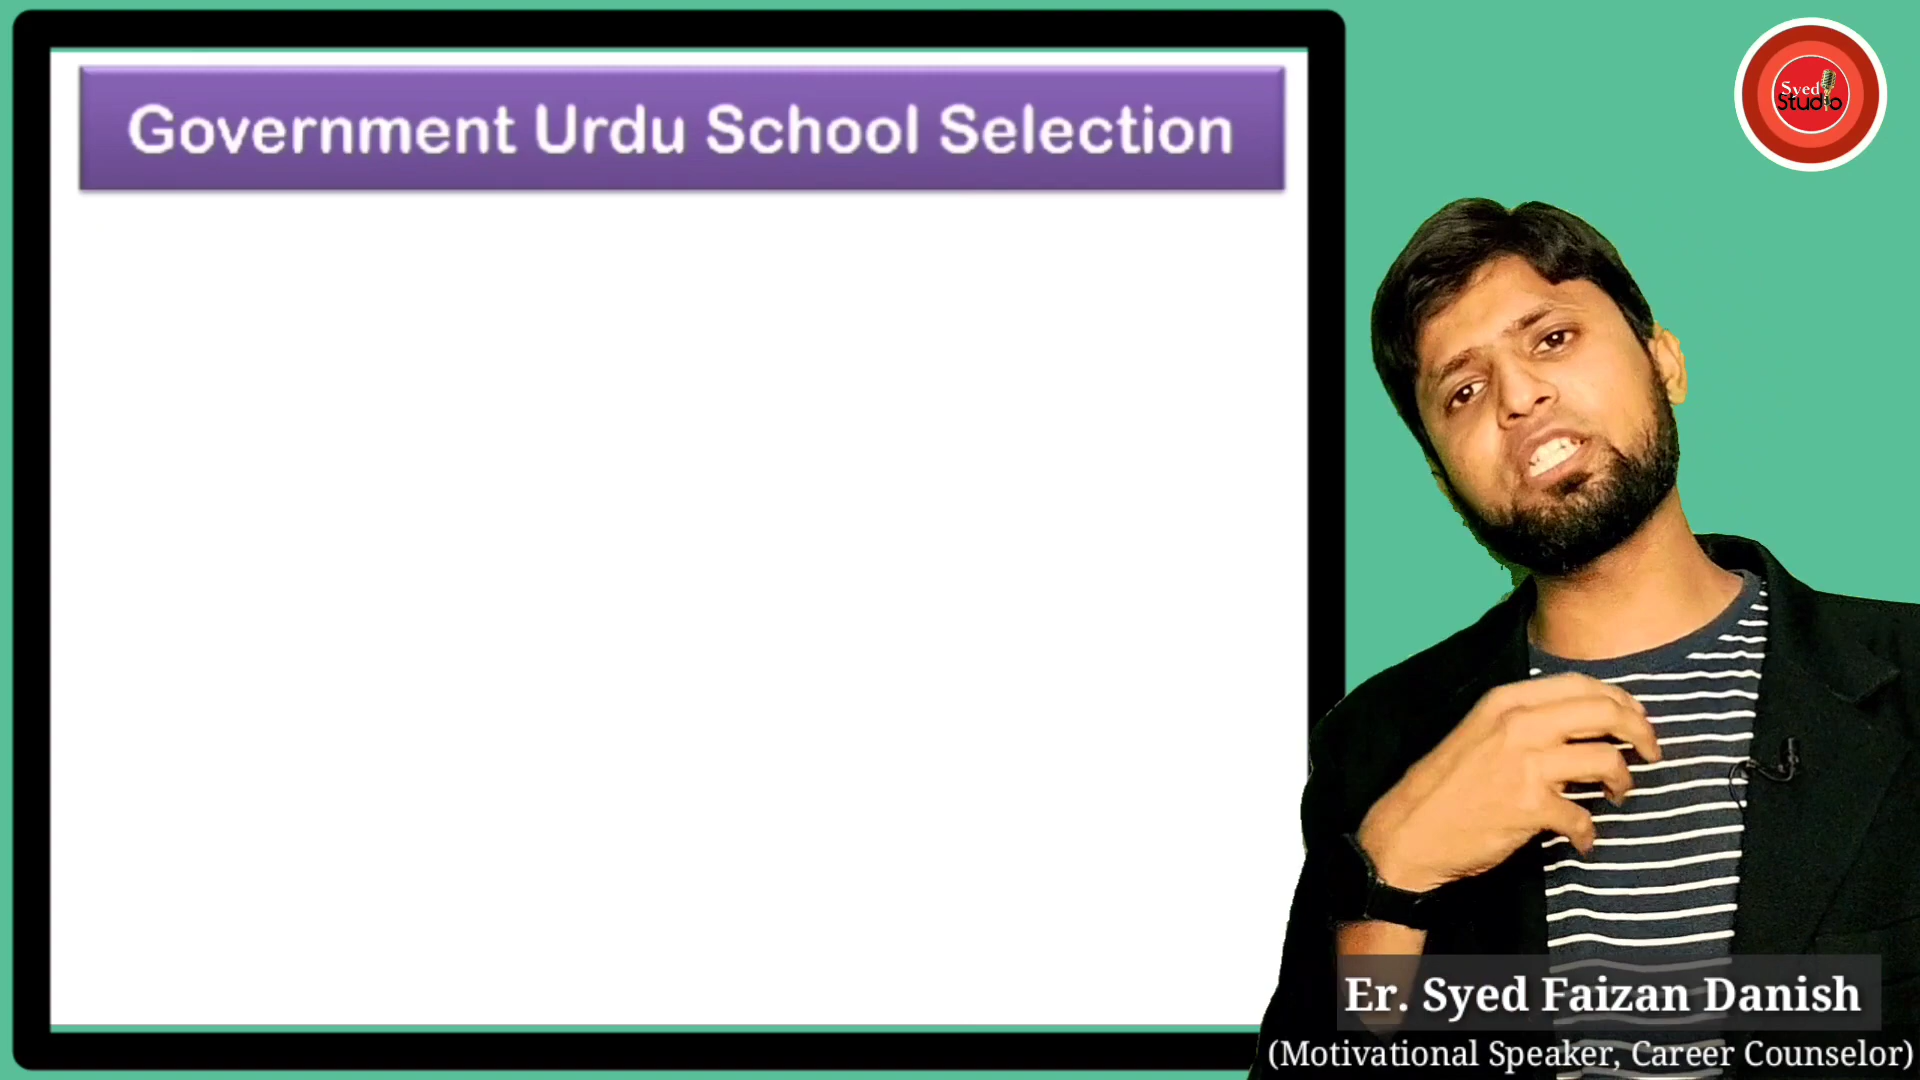 Government Urdu School Selection
Syed
Studio
Er. Syed Faizan Danish
(Motivational Speaker, Career Counselor)